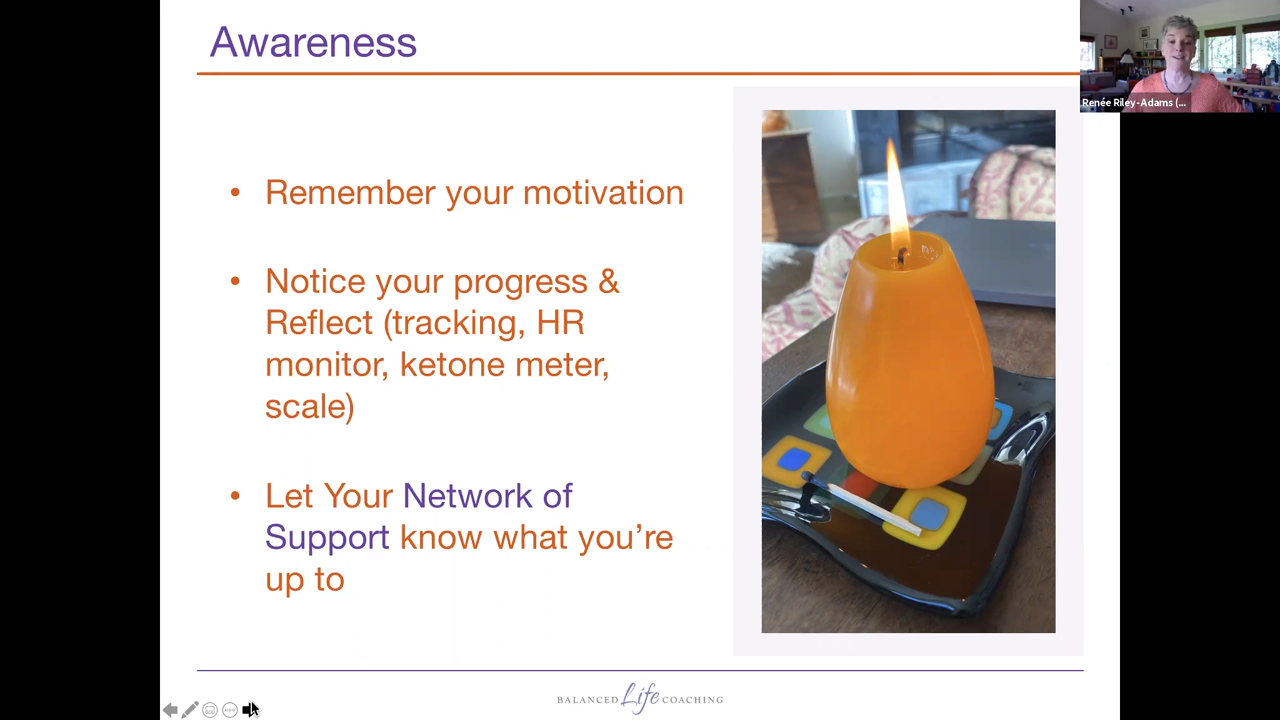 Awareness
Renée Riley-Adams (...
• Remember your motivation
• Notice your progress &
Reflect (tracking, HR
monitor, ketone meter,
scale)
• Let Your Network of
Support know what you’re
up to
BALANCED Life COACHING